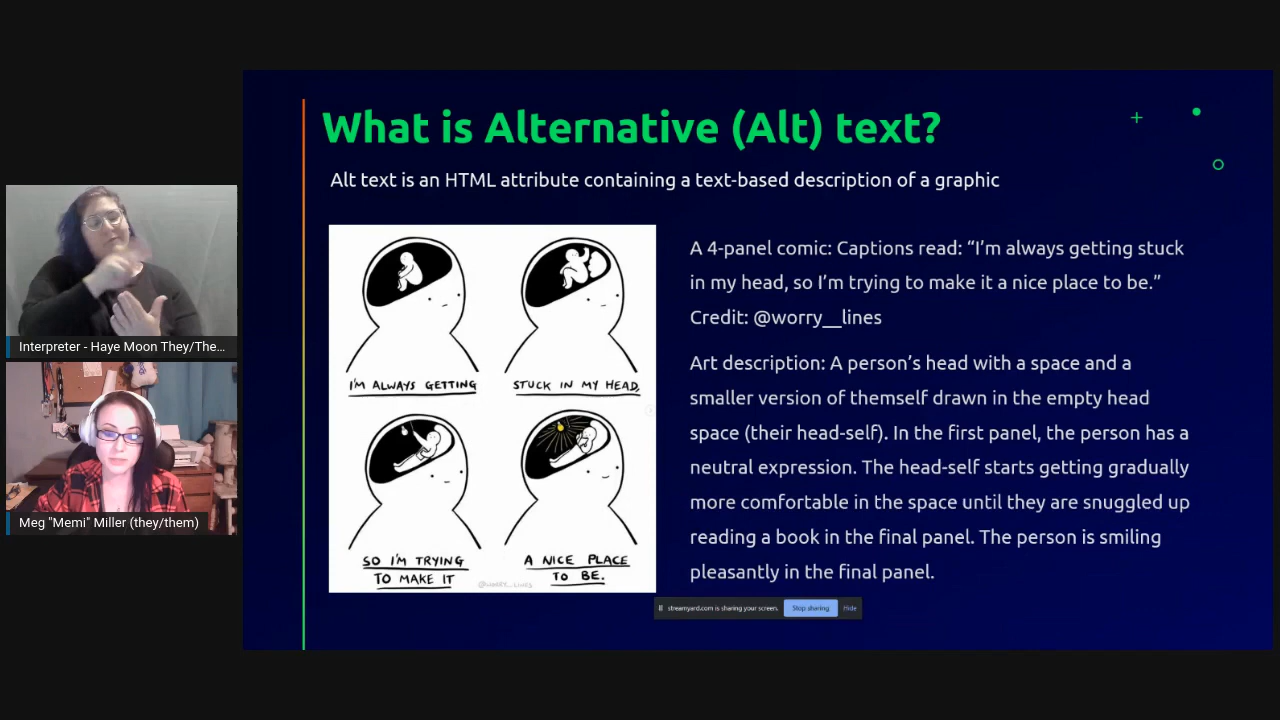 What is Alternative (Alt) text?
Alt text is an HTML attribute containing a text-based description of a graphic
I'M ALWAYS GETTING
STUCK IN MY HEAD,
SO I'M TRYING
TO MAKE IT
A NICE PLACE
TO BE.
@WORRY__LINES
A 4-panel comic: Captions read: “I’m always getting stuck
in my head, so I’m trying to make it a nice place to be.”
Credit: @worry__lines
Art description: A person’s head with a space and a
smaller version of themself drawn in the empty head
space (their head-self). In the first panel, the person has a
neutral expression. The head-self starts getting gradually
more comfortable in the space until they are snuggled up
reading a book in the final panel. The person is smiling
pleasantly in the final panel.
streamyard.com is sharing your screen. Stop sharing Hide
Interpreter - Haye Moon They/The...
Meg "Memi" Miller (they/them)